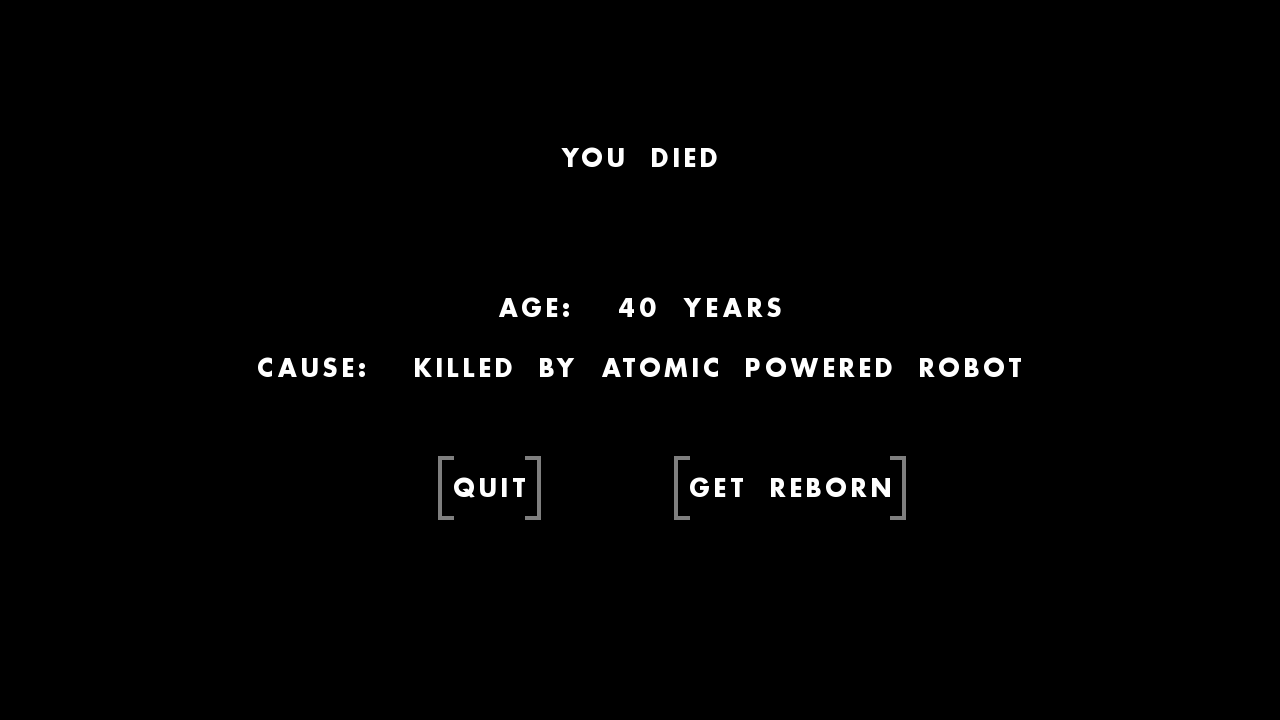 YOU DIED
AGE: 40 YEARS
CAUSE: KILLED BY ATOMIC POWERED ROBOT
QUIT GET REBORN